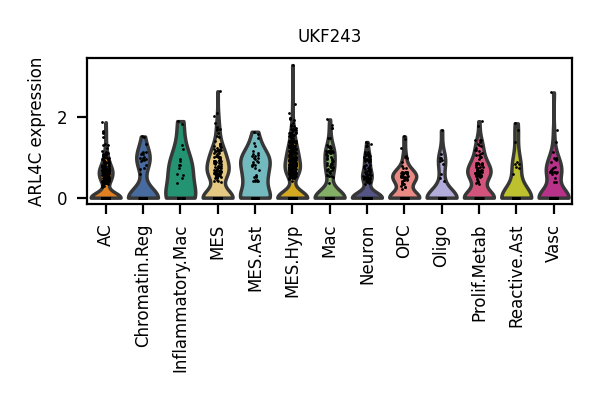 UKF243
ARL4C expression
2
0
AC
Chromatin.Reg
Inflammatory.Mac
MES
MES.Ast
MES.Hyp
Mac
Neuron
OPC
Oligo
Prolif.Metab
Reactive.Ast
Vasc